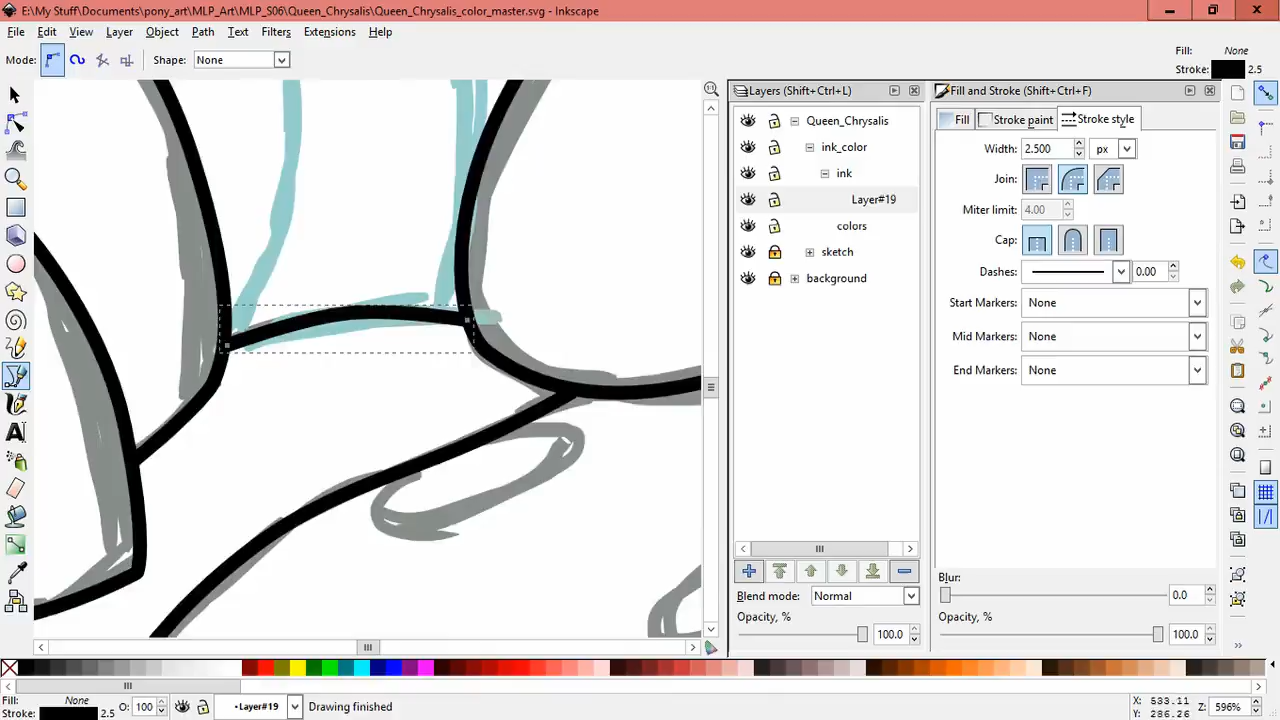 E:\My Stuff\Documents\pony_art\MLP_Art\MLP_S06\Queen_Chrysalis\Queen_Chrysalis_color_master.svg - Inkscape
File Edit View Layer Object Path Text Filters Extensions Help
Mode: Shape: None
Fill: None
Stroke: 2.5
Layers (Shift+Ctrl+L)
Queen_Chrysalis
ink_color
ink
Layer#19
colors
sketch
background
Blend mode: Normal
Opacity, %
100.0
Fill and Stroke (Shift+Ctrl+F)
Fill Stroke paint Stroke style
Width: 2.500 px
Join:
Miter limit: 4.00
Cap:
Dashes: 0.00
Start Markers: None
Mid Markers: None
End Markers: None
Blur:
0.0
Opacity, %
100.0
Fill: None
Stroke: 2.5
O: 100
•Layer#19
Drawing finished
X: 533.11
Y: 286.26
Z: 596%